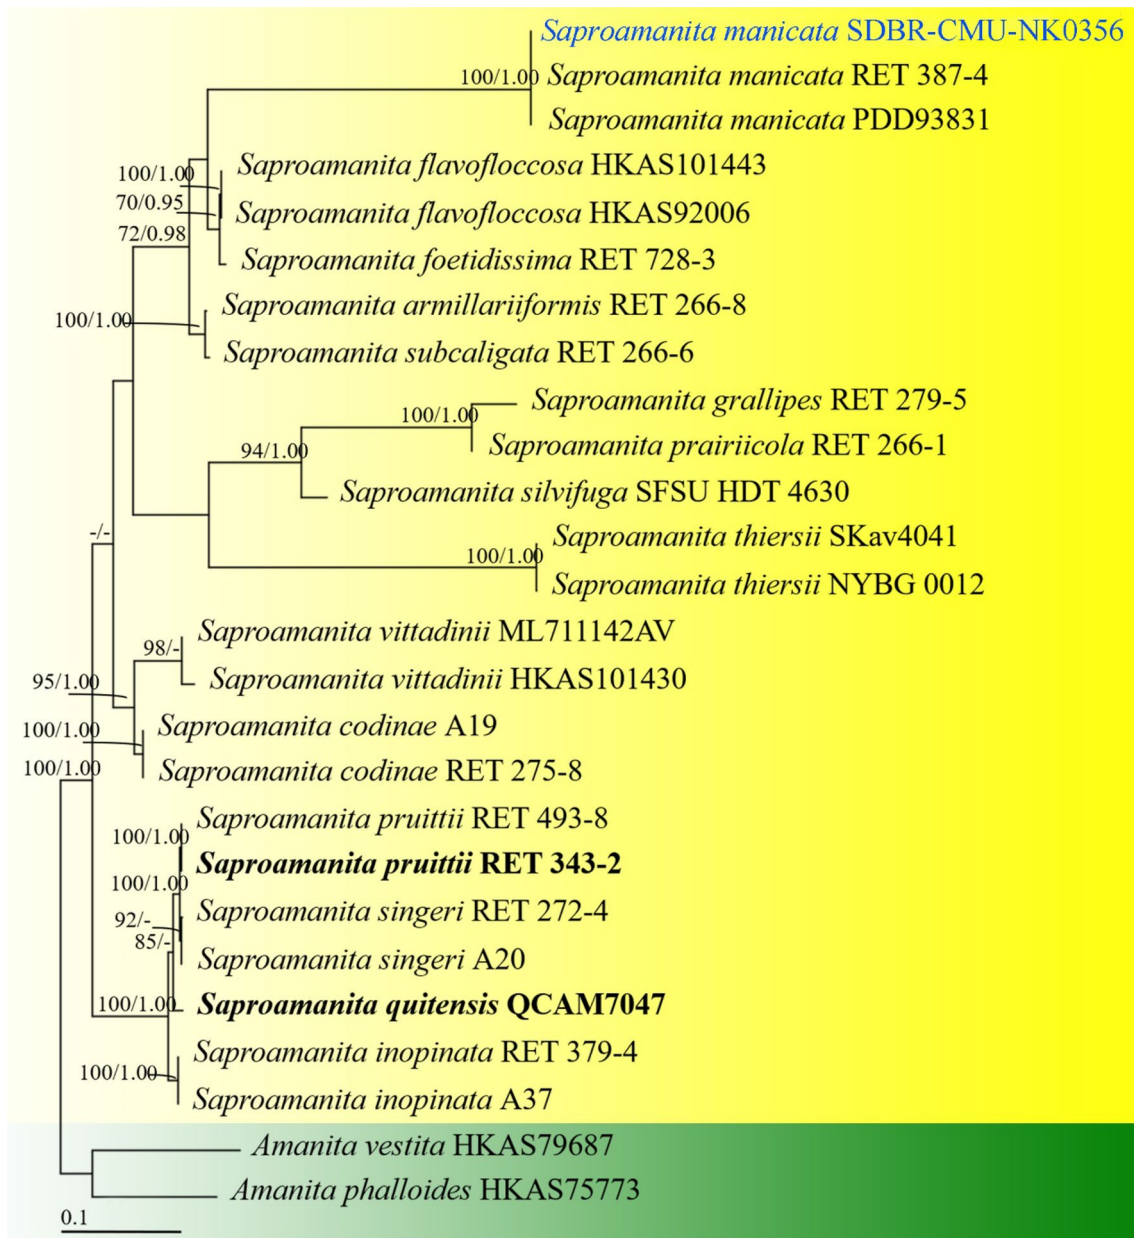 Saproamanita manicata SDBR-CMU-NK0356
100/1.00
Saproamanita manicata RET 387-4
Saproamanita manicata PDD93831
Saproamanita flavofloccosa HKAS101443
100/1.00
70/0.95
Saproamanita flavofloccosa HKAS92006
72/0.98
Saproamanita foetidissima RET 728-3
Saproamanita armillariiformis RET 266-8
100/1.00
Saproamanita subcaligata RET 266-6
Saproamanita grallipes RET 279-5
100/1.00
Saproamanita prairiicola RET 266-1
94/1.00
Saproamanita silvifuga SFSU HDT 4630
-/-
Saproamanita thiersii SKav4041
100/1.00
Saproamanita thiersii NYBG 0012
Saproamanita vittadinii ML711142AV
98/-
Saproamanita vittadinii HKAS101430
95/1.00
Saproamanita codinae A19
100/1.00
100/1.00
Saproamanita codinae RET 275-8
Saproamanita pruittii RET 493-8
100/1.00
Saproamanita pruittii RET 343-2
100/1.00
Saproamanita singeri RET 272-4
92/-
85/-
Saproamanita singeri A20
100/1.00
Saproamanita quitensis QCAM7047
Saproamanita inopinata RET 379-4
100/1.00
Saproamanita inopinata A37
Amanita vestita HKAS79687
Amanita phalloides HKAS75773
0.1